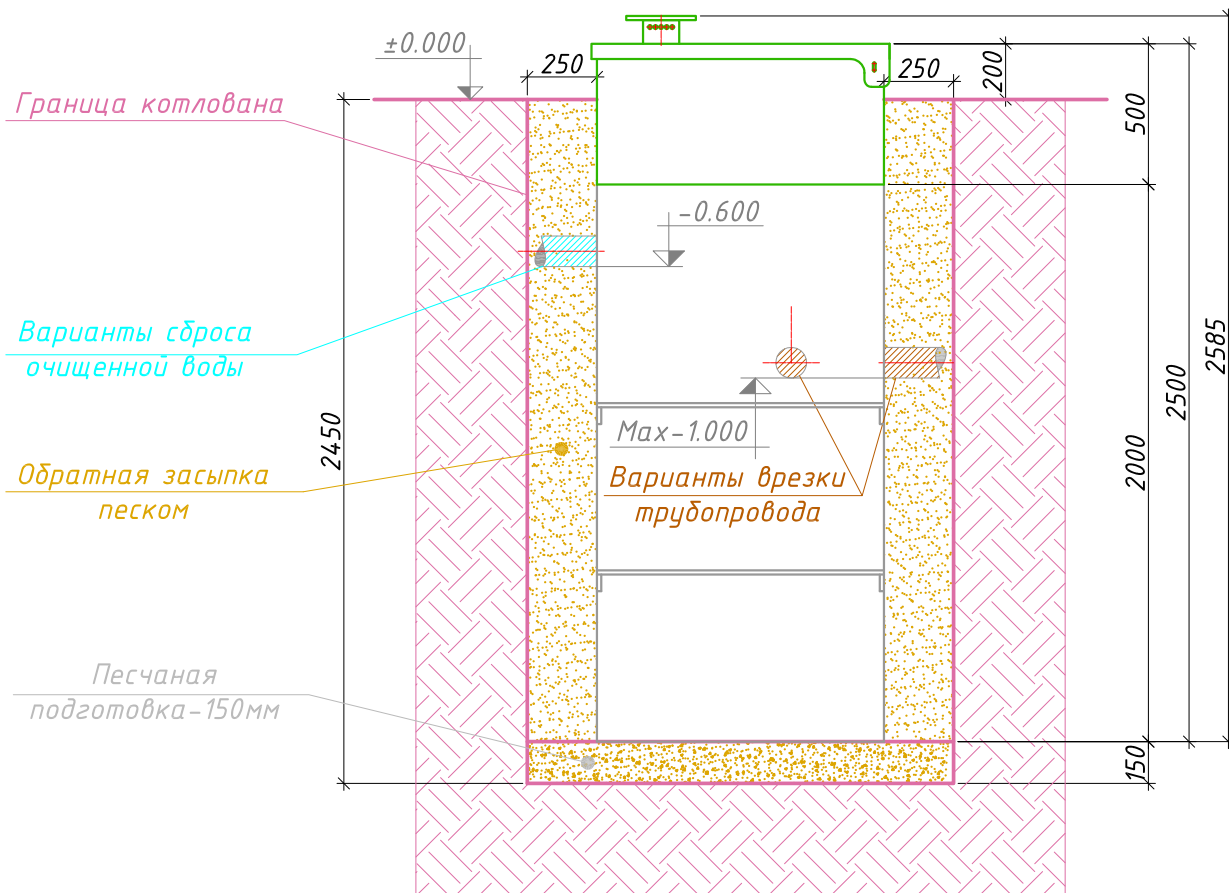 ±0.000
250
250
200
Граница котлована
500
-0.600
Варианты сброса
очищенной воды
2585
2500
Max-1.000
2450
2000
Обратная засыпка
песком
Варианты врезки
трубопровода
Песчаная
подготовка-150мм
150